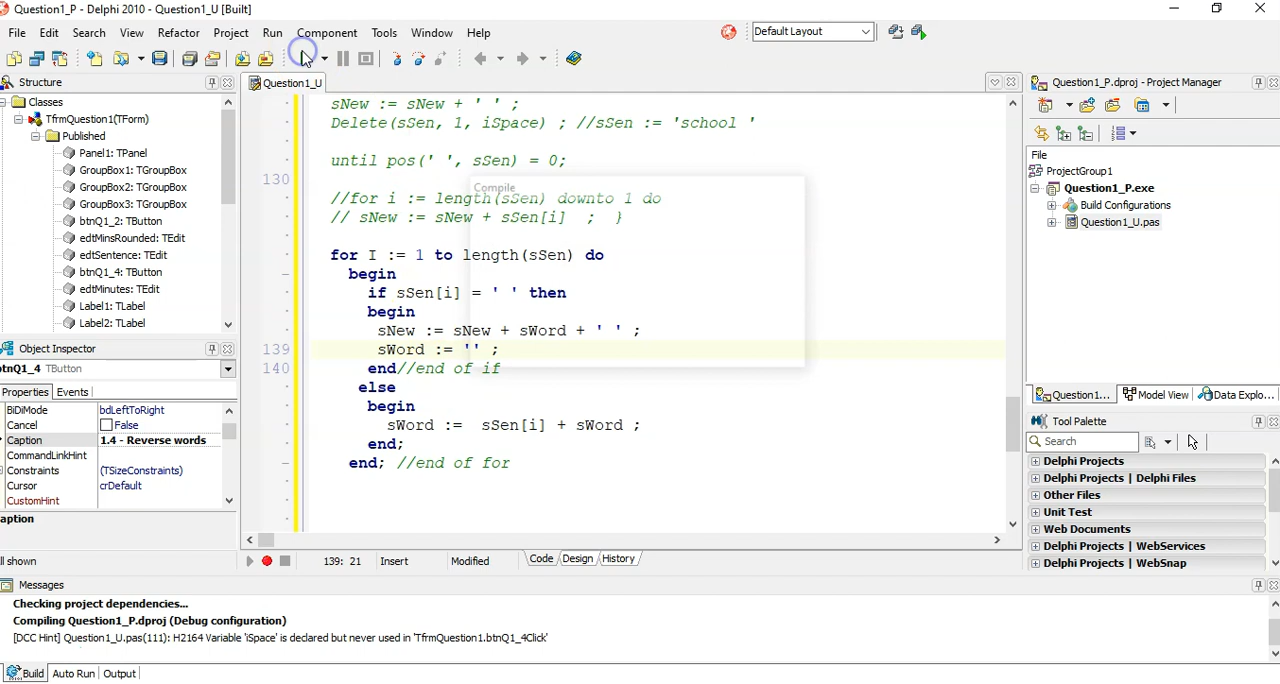 Question1_P - Delphi 2010 - Question1_U [Built]
File Edit Search View Refactor Project Run Component Tools Window Help
Default Layout
Structure
Question1_U
Question1_P.dproj - Project Manager
Classes
TfrmQuestion1(TForm)
Published
Panel1: TPanel
GroupBox1: TGroupBox
GroupBox2: TGroupBox
GroupBox3: TGroupBox
btnQ1_2: TButton
edtMinsRounded: TEdit
edtSentence: TEdit
btnQ1_4: TButton
edtMinutes: TEdit
Label1: TLabel
Label2: TLabel
Object Inspector
btnQ1_4 TButton
Properties Events
BiDiMode bdLeftToRight
Cancel False
Caption 1.4 - Reverse words
CommandLinkHint
Constraints (TSizeConstraints)
Cursor crDefault
CustomHint
aption
ll shown
sNew := sNew + ' ' ;
Delete(sSen, 1, iSpace) ; //sSen := 'school '
until pos(' ', sSen) = 0;
130
Compile
//for i := length(sSen) downto 1 do
// sNew := sNew + sSen[i] ; }
for I := 1 to length(sSen) do
begin
if sSen[i] = ' ' then
begin
sNew := sNew + sWord + ' ' ;
139 sWord := '' ;
140 end//end of if
else
begin
sWord := sSen[i] + sWord ;
end;
end; //end of for
139: 21 Insert Modified Code Design History
File
ProjectGroup1
Question1_P.exe
Build Configurations
Question1_U.pas
Question1... Model View Data Explo...
Tool Palette
Search
Delphi Projects
Delphi Projects | Delphi Files
Other Files
Unit Test
Web Documents
Delphi Projects | WebServices
Delphi Projects | WebSnap
Messages
Checking project dependencies...
Compiling Question1_P.dproj (Debug configuration)
[DCC Hint] Question1_U.pas(111): H2164 Variable 'iSpace' is declared but never used in 'TfrmQuestion1.btnQ1_4Click'
Build Auto Run Output